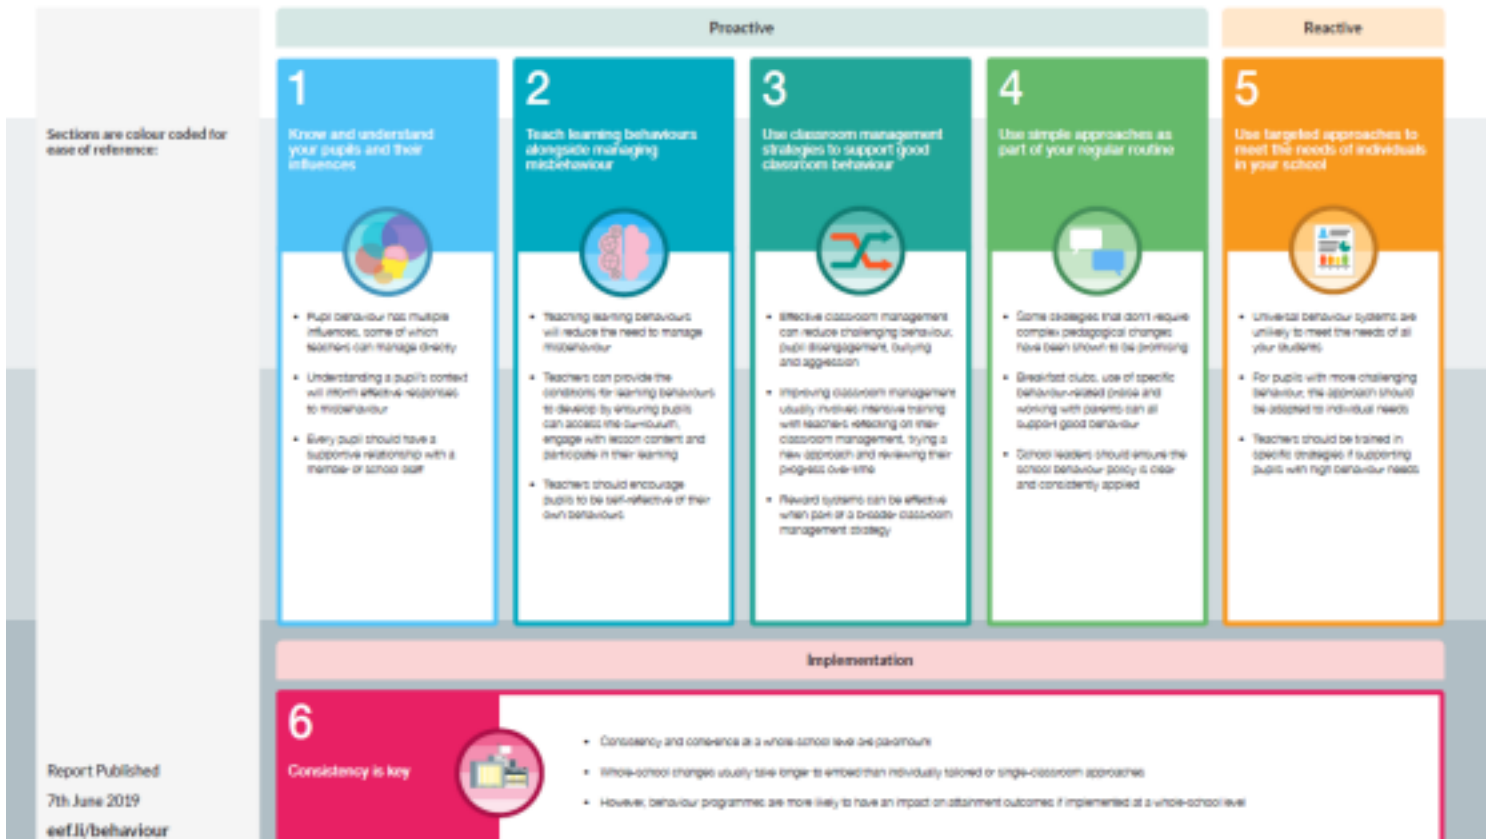 Proactive
Reactive
Sections are colour coded for
ease of reference:
1
Know and understand
your pupils and their
influences
• Pupil behaviour has multiple
influences, some of which
teachers can manage directly
• Understanding a pupil's context
will inform effective responses
to misbehaviour
• Every pupil should have a
supportive relationship with a
member of school staff
2
Teach learning behaviours
alongside managing
misbehaviour
• Teaching learning behaviours
will reduce the need to manage
misbehaviour
• Teachers can provide the
conditions for learning behaviours
to develop by ensuring pupils
can access the curriculum,
engage with lesson content and
participate in their learning
• Teachers should encourage
pupils to be self-reflective of their
own behaviours
3
Use classroom management
strategies to support good
classroom behaviour
• Effective classroom management
can reduce challenging behaviour,
pupil disengagement, bullying
and aggression
• Improving classroom management
usually involves intensive training
with teachers reflecting on their
classroom management, trying a
new approach and reviewing their
progress over time
• Reward systems can be effective
when part of a broader classroom
management strategy
4
Use simple approaches as
part of your regular routine
• Some strategies that don't require
complex pedagogical changes
have been shown to be promising
• Breakfast clubs, use of specific
behaviour-related praise and
working with parents can all
support good behaviour
• School leaders should ensure the
school behaviour policy is clear
and consistently applied
5
Use targeted approaches to
meet the needs of individuals
in your school
• Universal behaviour systems are
unlikely to meet the needs of all
your students
• For pupils with more challenging
behaviour, the approach should
be adapted to individual needs
• Teachers should be trained in
specific strategies if supporting
pupils with high behaviour needs
Implementation
6
Consistency is key
• Consistency and coherence at a whole-school level are paramount
• Whole-school changes usually take longer to embed than individually tailored or single-classroom approaches
• However, behaviour programmes are more likely to have an impact on attainment outcomes if implemented at a whole-school level
Report Published
7th June 2019
eef.li/behaviour